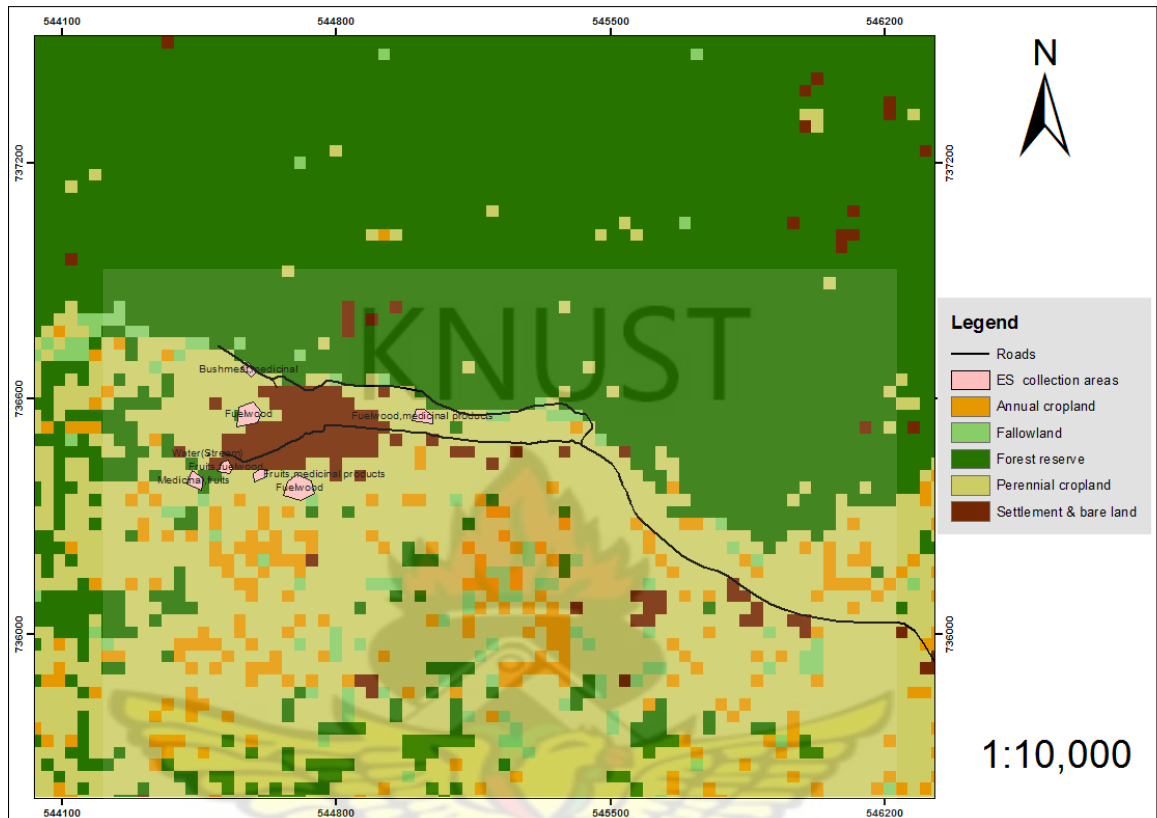 544100 544800 545500 546200
N
737200 737200
KNUST
Legend
Roads
ES collection areas
Annual cropland
Fallowland
Forest reserve
Perennial cropland
Settlement & bare land
Bushmeat,medicinal
736600 736600
Fuelwood
Fuelwood,medicinal products
Water(Stream)
Fruits,fuelwood
Fruits,medicinal products
Medicinal,fruits
Fuelwood
736000 736000
1:10,000
544100 544800 545500 546200